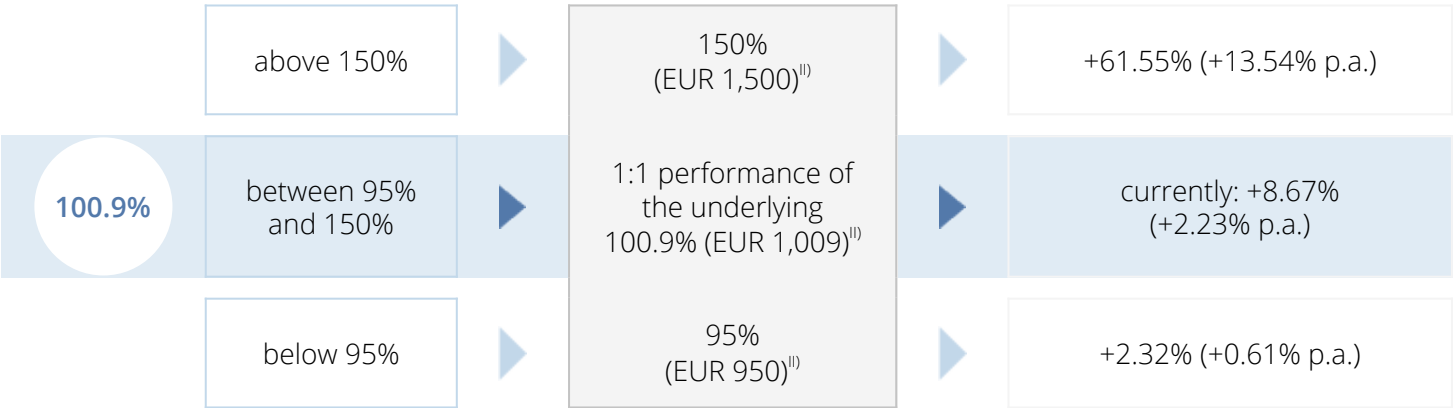 above 150%
150%
(EUR 1,500)II)
+61.55% (+13.54% p.a.)
100.9%
between 95%
and 150%
1:1 performance of
the underlying
100.9% (EUR 1,009)II)
currently: +8.67%
(+2.23% p.a.)
below 95%
95%
(EUR 950)II)
+2.32% (+0.61% p.a.)